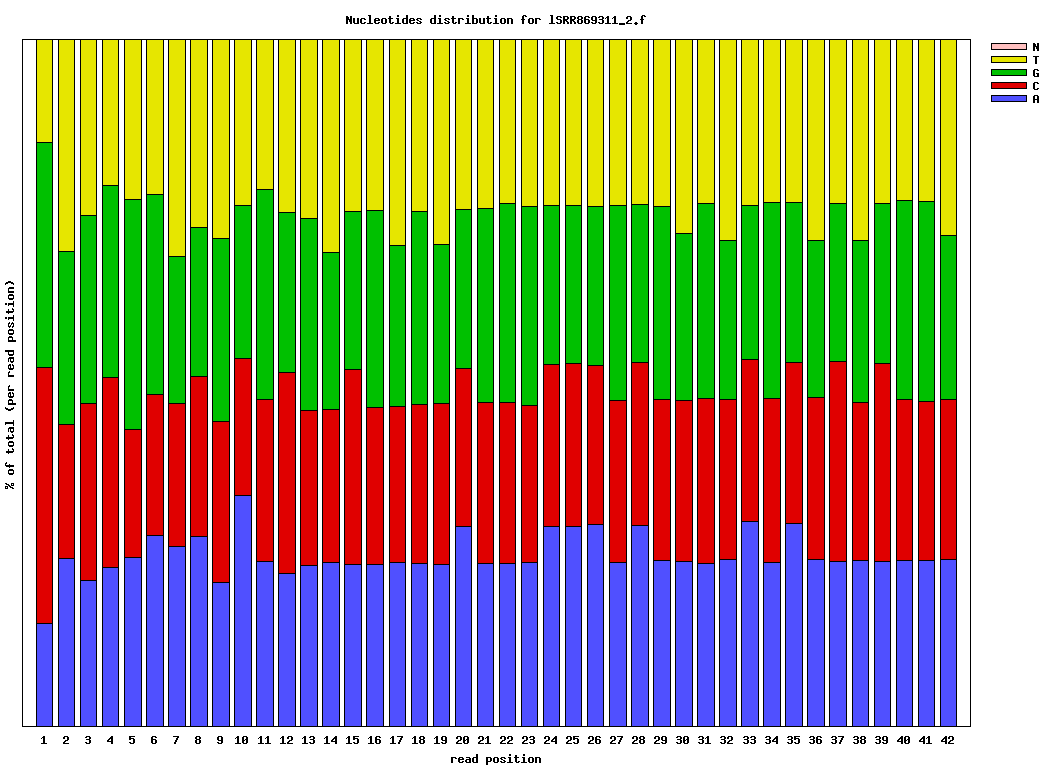 Nucleotides distribution for lSRR869311_2.f
N
T
G
C
A
% of total (per read position)
1 2 3 4 5 6 7 8 9 10 11 12 13 14 15 16 17 18 19 20 21 22 23 24 25 26 27 28 29 30 31 32 33 34 35 36 37 38 39 40 41 42
read position